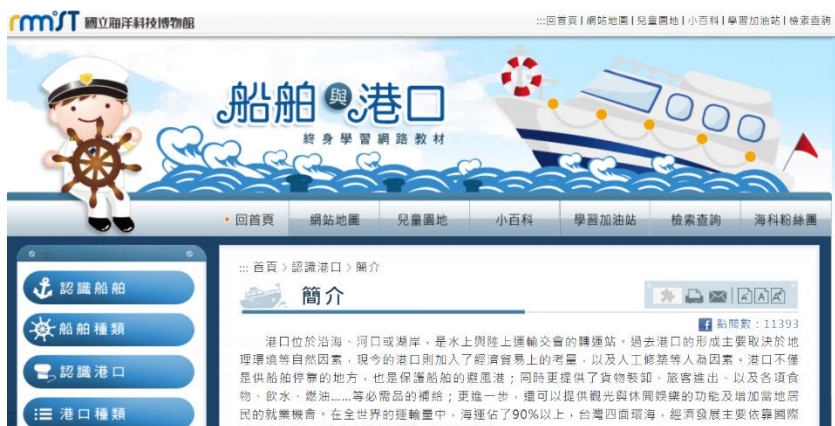 nmmST 國立海洋科技博物館
:::回首頁 | 網站地圖 | 兒童園地 | 小百科 | 學習加油站 | 檢索查詢
船舶與港口
終身學習網路教材
回首頁 網站地圖 兒童園地 小百科 學習加油站 檢索查詢 海科粉絲團
:::
認識船舶
船舶種類
認識港口
港口種類
::: 首頁 > 認識港口 > 簡介
簡介
A A A
點閱數：11393
港口位於沿海、河口或湖岸，是水上與陸上運輸交會的轉運站。過去港口的形成主要取決於地
理環境等自然因素，現今的港口則加入了經濟貿易上的考量，以及人工修築等人為因素。港口不僅
是供船舶停靠的地方，也是保護船舶的避風港；同時更提供了貨物裝卸、旅客進出、以及各項食
物、飲水、燃油……等必需品的補給；更進一步，還可以提供觀光與休閒娛樂的功能及增加當地居
民的就業機會。在全世界的運輸量中，海運佔了90%以上，台灣四面環海，經濟發展主要依靠國際